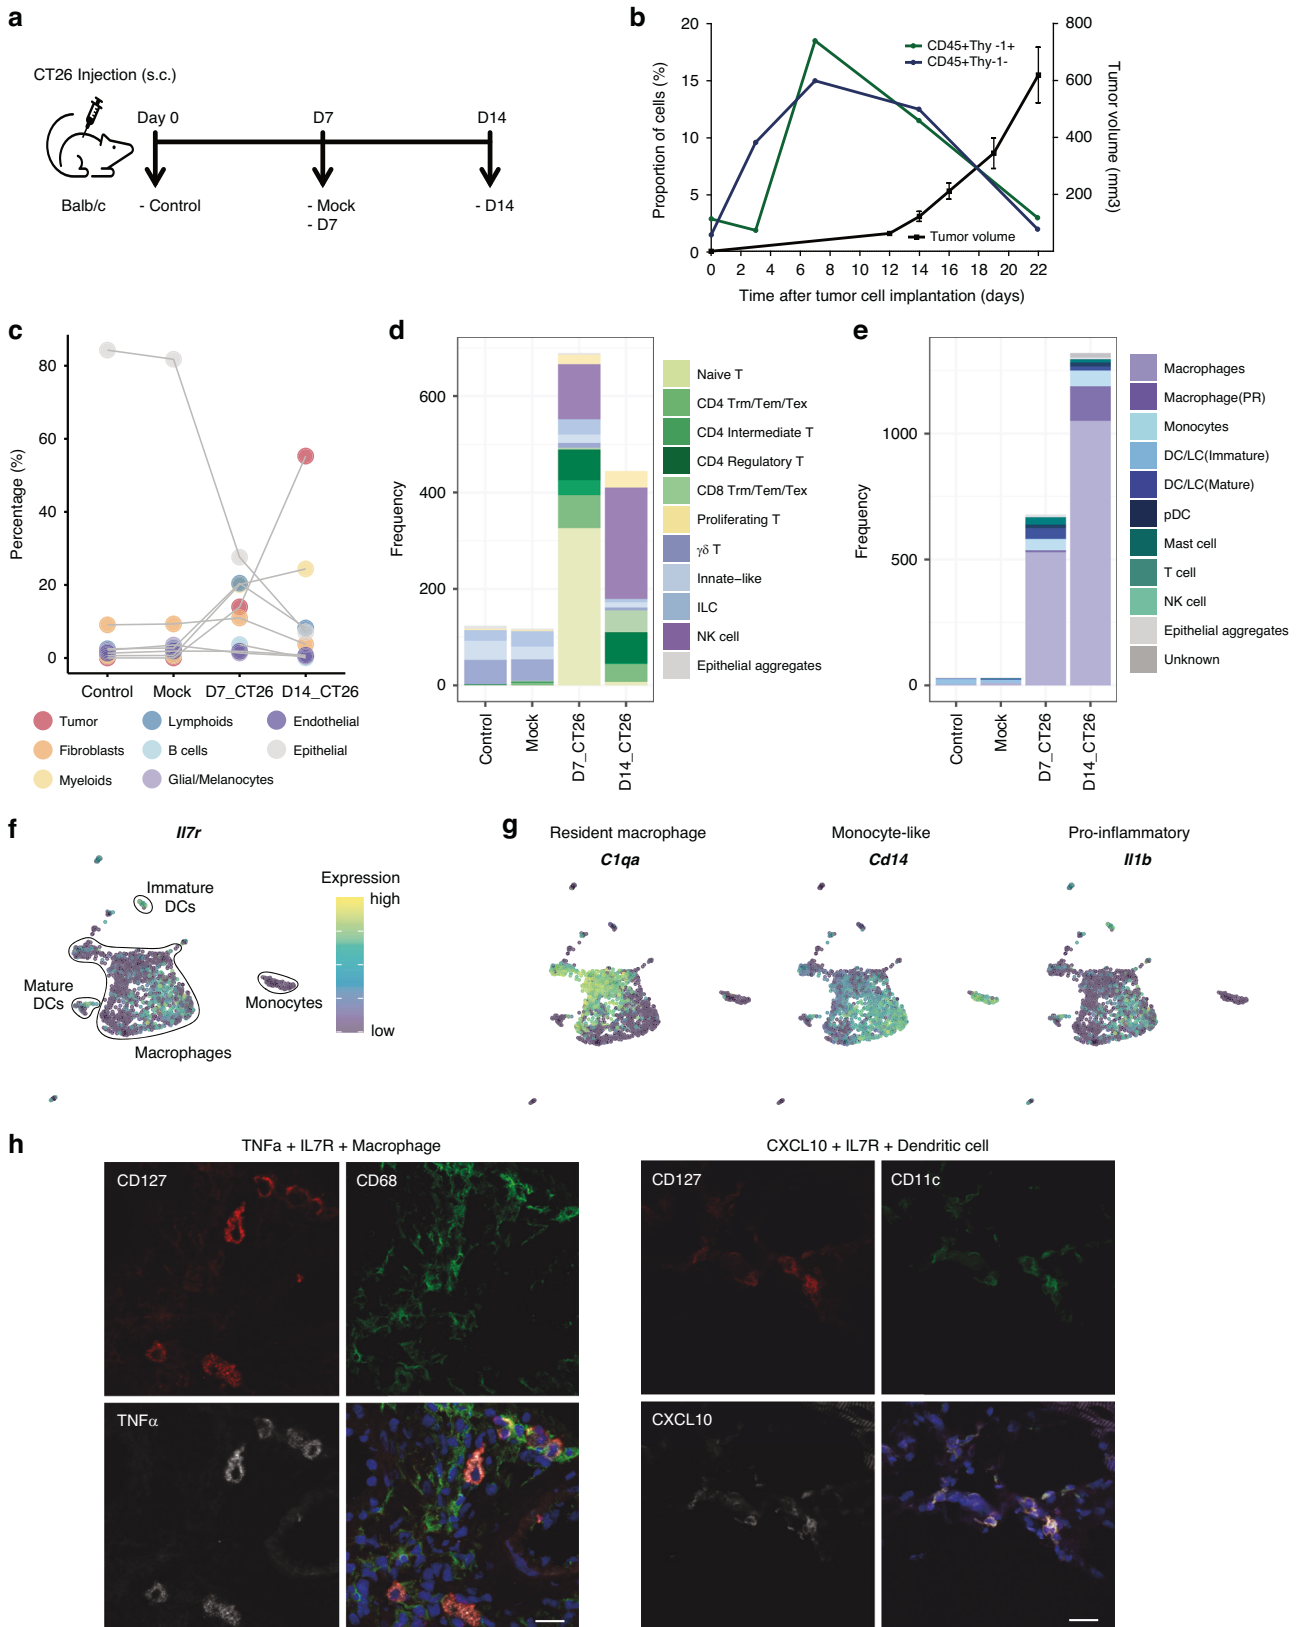 a
CT26 Injection (s.c.)
Day 0
D7
D14
Balb/c
- Control
- Mock
- D7
- D14
b
20
15
10
5
0
Proportion of cells (%)
800
600
400
200
Tumor volume (mm3)
CD45+Thy -1+
CD45+Thy-1-
Tumor volume
0 2 4 6 8 10 12 14 16 18 20 22
Time after tumor cell implantation (days)
c
80
60
40
20
0
Percentage (%)
Control Mock D7_CT26 D14_CT26
Tumor
Fibroblasts
Myeloids
Lymphoids
B cells
Glial/Melanocytes
Endothelial
Epithelial
d
600
400
200
0
Frequency
Control
Mock
D7_CT26
D14_CT26
Naive T
CD4 Trm/Tem/Tex
CD4 Intermediate T
CD4 Regulatory T
CD8 Trm/Tem/Tex
Proliferating T
γδ T
Innate–like
ILC
NK cell
Epithelial aggregates
e
1000
500
0
Frequency
Control
Mock
D7_CT26
D14_CT26
Macrophages
Macrophage(PR)
Monocytes
DC/LC(Immature)
DC/LC(Mature)
pDC
Mast cell
T cell
NK cell
Epithelial aggregates
Unknown
f
Il7r
Immature
DCs
Mature
DCs
Monocytes
Macrophages
Expression
high
low
g
Resident macrophage
C1qa
Monocyte-like
Cd14
Pro-inflammatory
Il1b
h
TNFa + IL7R + Macrophage
CD127
CD68
TNFα
CXCL10 + IL7R + Dendritic cell
CD127
CD11c
CXCL10